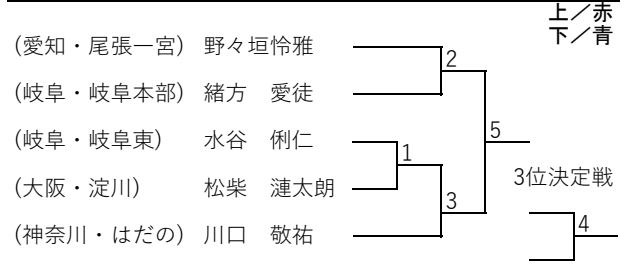 上／赤
下／青
(愛知・尾張一宮) 野々垣怜雅
(岐阜・岐阜本部) 緒方　愛徒
(岐阜・岐阜東) 水谷　俐仁
(大阪・淀川) 松柴　漣太朗
(神奈川・はだの) 川口　敬祐
2
1
3
5
3位決定戦
4